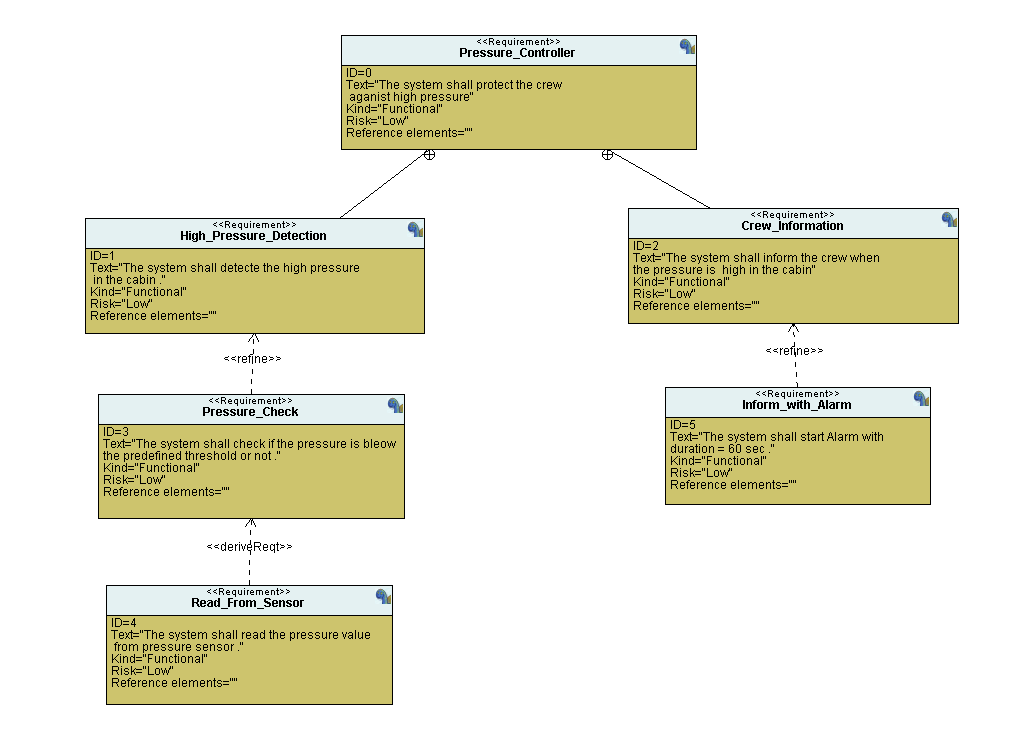 <<Requirement>>
Pressure_Controller
ID=0
Text="The system shall protect the crew
aganist high pressure"
Kind="Functional"
Risk="Low"
Reference elements=""
<<Requirement>>
High_Pressure_Detection
ID=1
Text="The system shall detecte the high pressure
in the cabin ."
Kind="Functional"
Risk="Low"
Reference elements=""
<<Requirement>>
Crew_Information
ID=2
Text="The system shall inform the crew when
the pressure is  high in the cabin"
Kind="Functional"
Risk="Low"
Reference elements=""
<<refine>>
<<refine>>
<<Requirement>>
Pressure_Check
ID=3
Text="The system shall check if the pressure is bleow
the predefined threshold or not ."
Kind="Functional"
Risk="Low"
Reference elements=""
<<Requirement>>
Inform_with_Alarm
ID=5
Text="The system shall start Alarm with
duration = 60 sec ."
Kind="Functional"
Risk="Low"
Reference elements=""
<<deriveReqt>>
<<Requirement>>
Read_From_Sensor
ID=4
Text="The system shall read the pressure value
from pressure sensor ."
Kind="Functional"
Risk="Low"
Reference elements=""